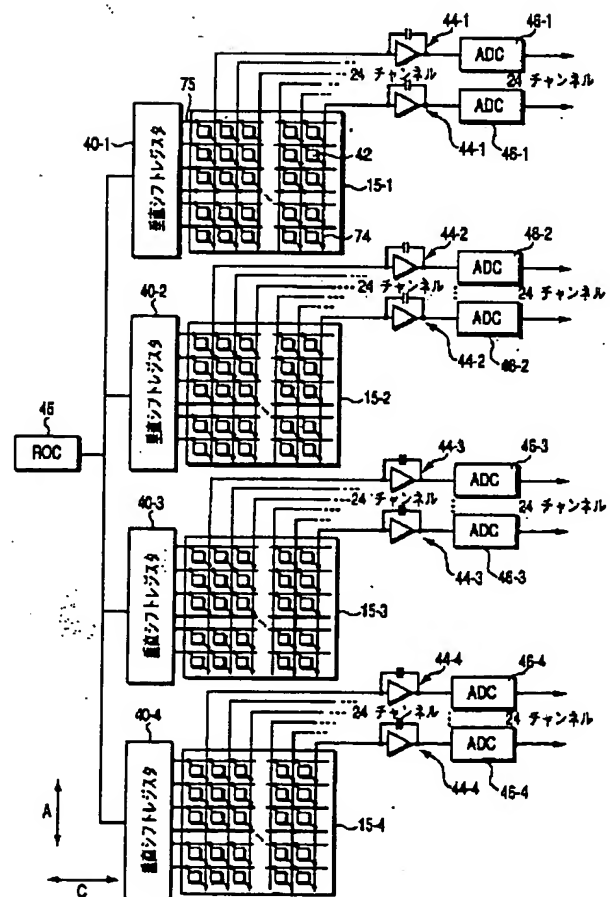 44-1
46-1
ADC
24 チャンネル
24 チャンネル
75
40-1
ADC
垂直シフトレジスタ
42
44-1
46-1
15-1
74
44-2
46-2
ADC
40-2
24 チャンネル
24 チャンネル
ADC
垂直シフトレジスタ
44-2
46-2
15-2
45
ROC
44-3
46-3
ADC
40-3
24 チャンネル
24 チャンネル
ADC
垂直シフトレジスタ
44-3
46-3
15-3
44-4
46-4
ADC
40-4
24 チャンネル
24 チャンネル
ADC
垂直シフトレジスタ
44-4
46-4
15-4
A
C